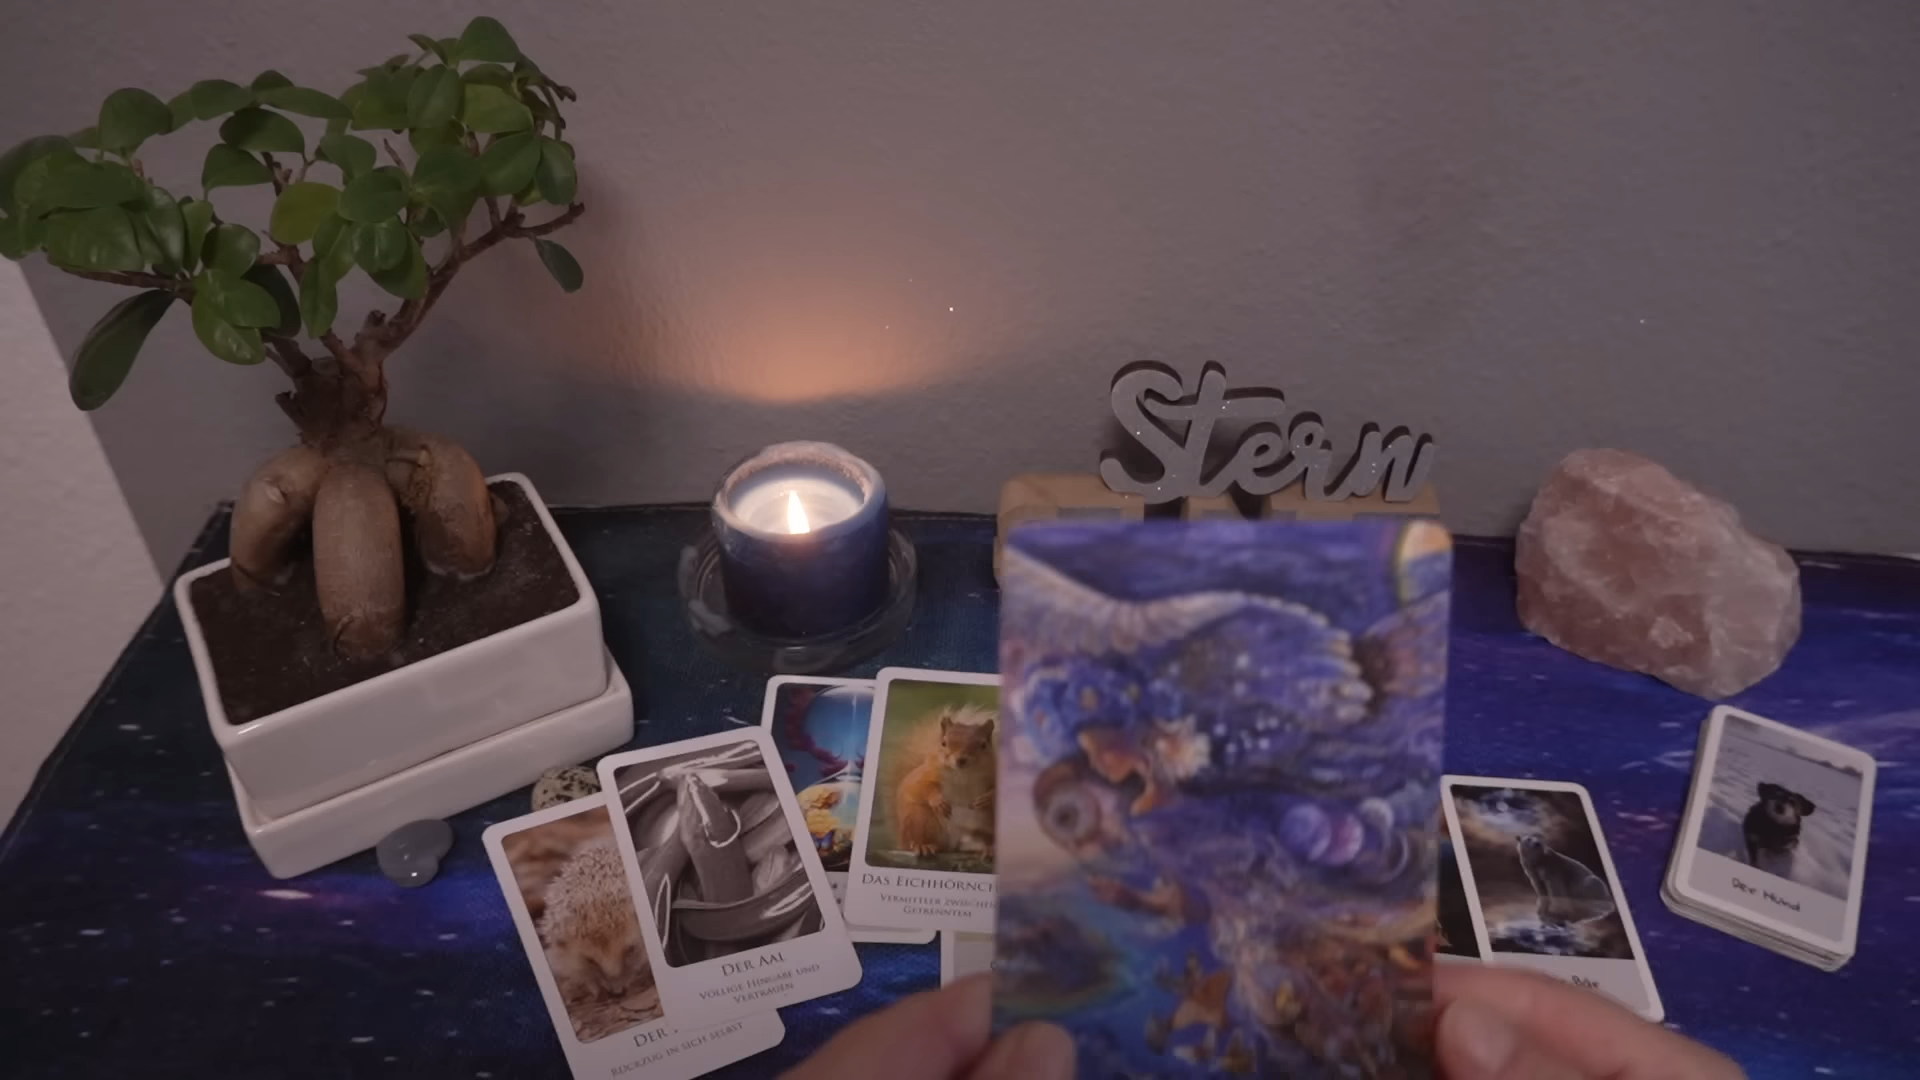 Stern
DER AAL
VÖLLIGE HINGABE UND
VERTRAUEN
DAS EICHHÖRNCH
VERMITTLER ZWISCHEN
GETRENNTEM
DER
RÜCKZUG IN SICH SELBST
Bär
Der Hund